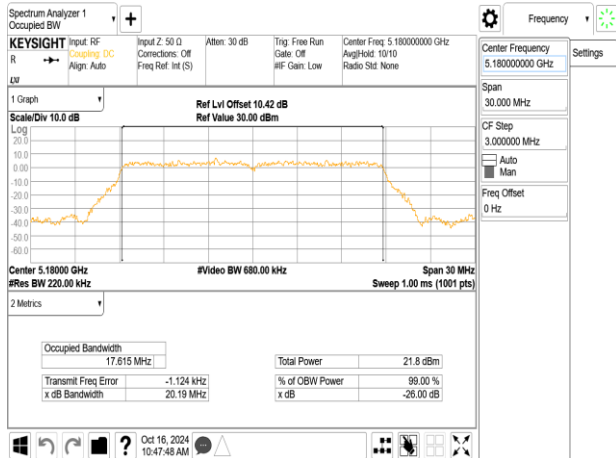 Spectrum Analyzer 1
Occupied BW
Frequency
KEYSIGHT
R
Input: RF
Coupling: DC
Align: Auto
Input Z: 50 Ω
Corrections: Off
Freq Ref: Int (S)
Atten: 30 dB
Trig: Free Run
Gate: Off
#IF Gain: Low
Center Freq: 5.180000000 GHz
Avg|Hold: 10/10
Radio Std: None
Center Frequency
5.180000000 GHz
Settings
Span
30.000 MHz
CF Step
3.000000 MHz
Auto
Man
Freq Offset
0 Hz
1 Graph
Scale/Div 10.0 dB
Ref Lvl Offset 10.42 dB
Ref Value 30.00 dBm
Log
20.0
10.0
0.00
-10.0
-20.0
-30.0
-40.0
-50.0
-60.0
Center 5.18000 GHz
#Video BW 680.00 kHz
Span 30 MHz
#Res BW 220.00 kHz
Sweep 1.00 ms (1001 pts)
2 Metrics
Occupied Bandwidth
17.615 MHz
Total Power 21.8 dBm
Transmit Freq Error -1.124 kHz
% of OBW Power 99.00 %
x dB Bandwidth 20.19 MHz
x dB -26.00 dB
?
Oct 16, 2024
10:47:48 AM